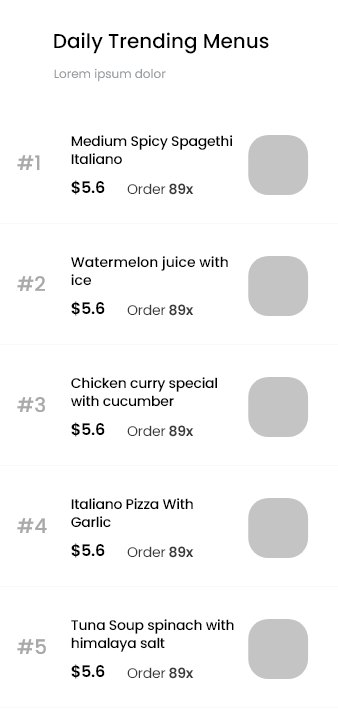 Daily Trending Menus
Lorem ipsum dolor
#1
Medium Spicy Spagethi
Italiano
$5.6 Order 89x
#2
Watermelon juice with
ice
$5.6 Order 89x
#3
Chicken curry special
with cucumber
$5.6 Order 89x
#4
Italiano Pizza With
Garlic
$5.6 Order 89x
#5
Tuna Soup spinach with
himalaya salt
$5.6 Order 89x